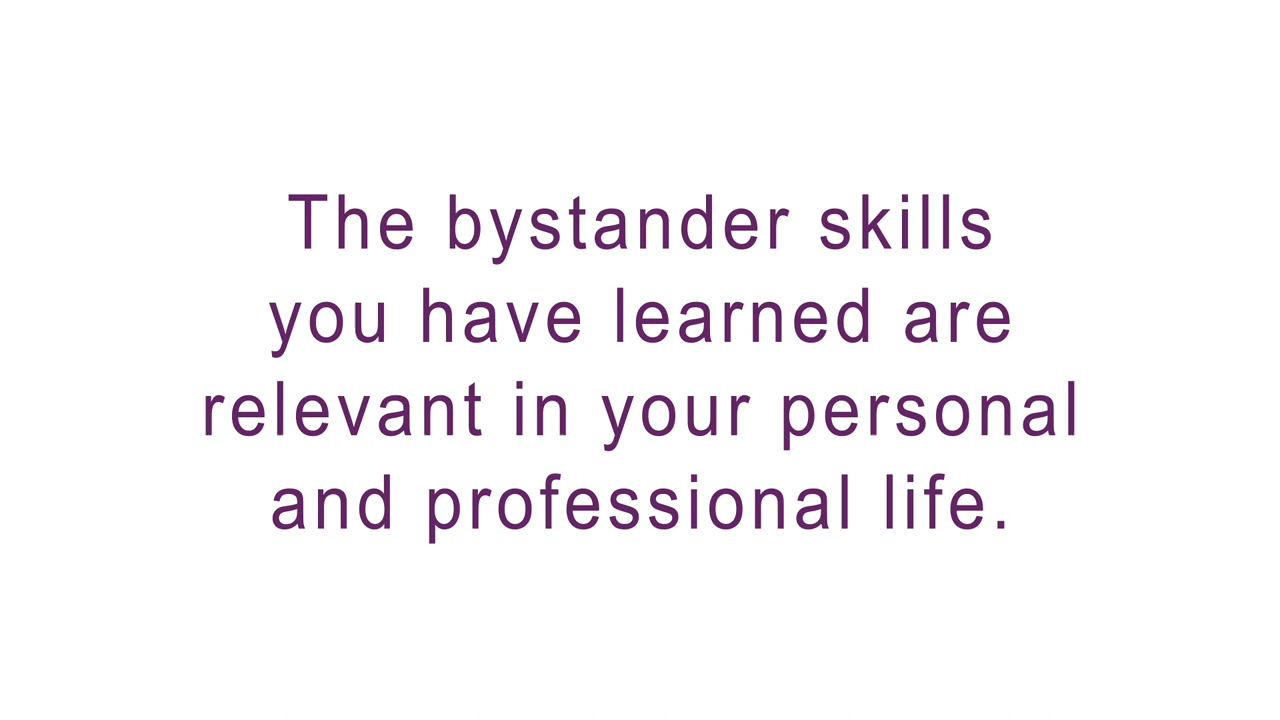 The bystander skills
you have learned are
relevant in your personal
and professional life.